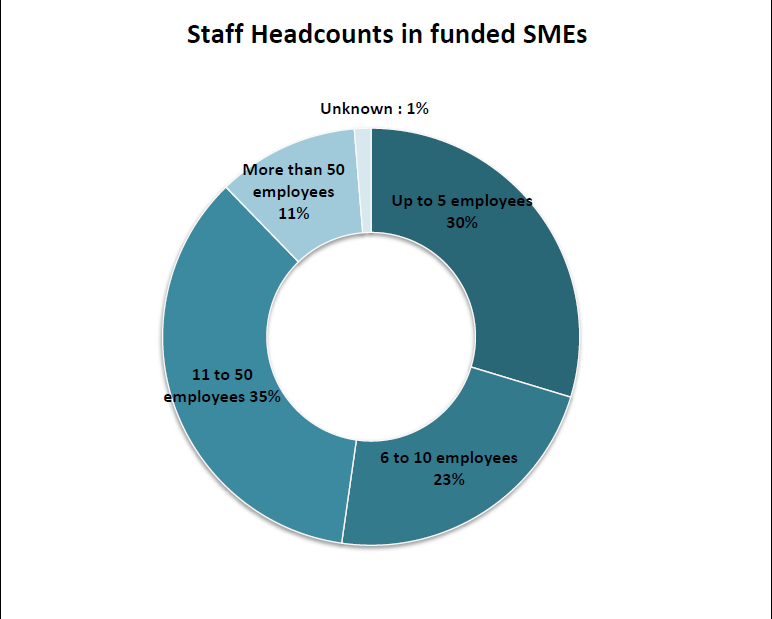 Staff Headcounts in funded SMEs
Unknown : 1%
More than 50
employees
11%
Up to 5 employees
30%
11 to 50
employees 35%
6 to 10 employees
23%